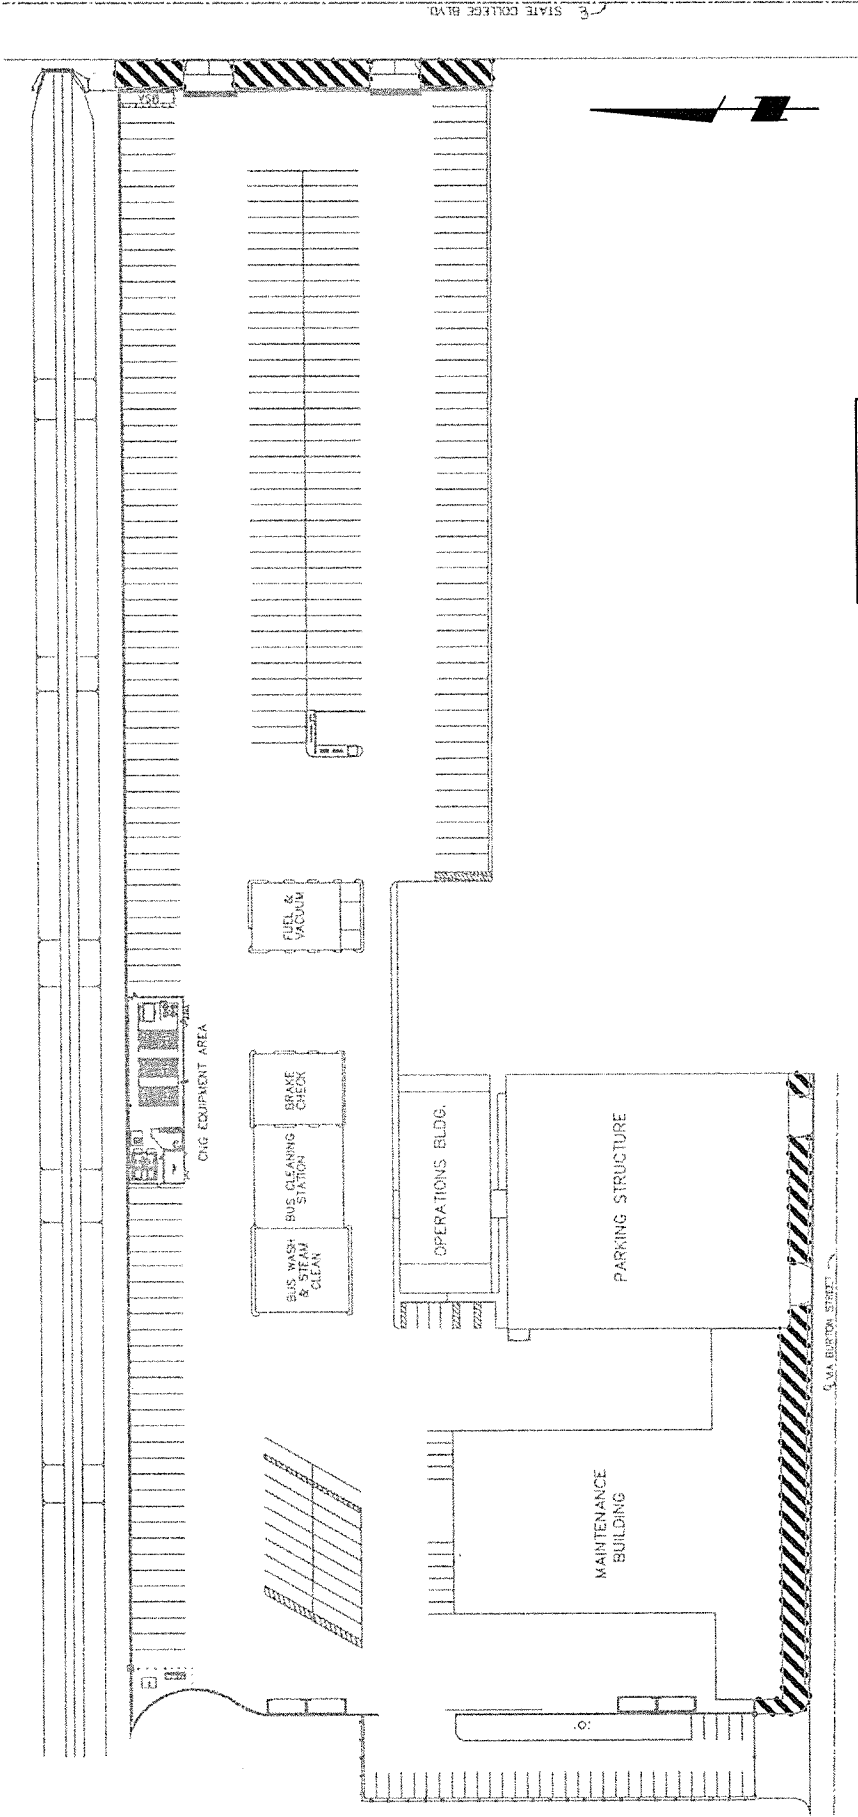 STATE COLLEGE BLVD.
FUEL &
VACUUM
CNG EQUIPMENT AREA
BRAKE
CHECK
BUS CLEANING
STATION
BUS WASH
& STEAM
CLEAN
OPERATIONS BLDG.
PARKING STRUCTURE
VIA BURTON STREET
MAINTENANCE
BUILDING